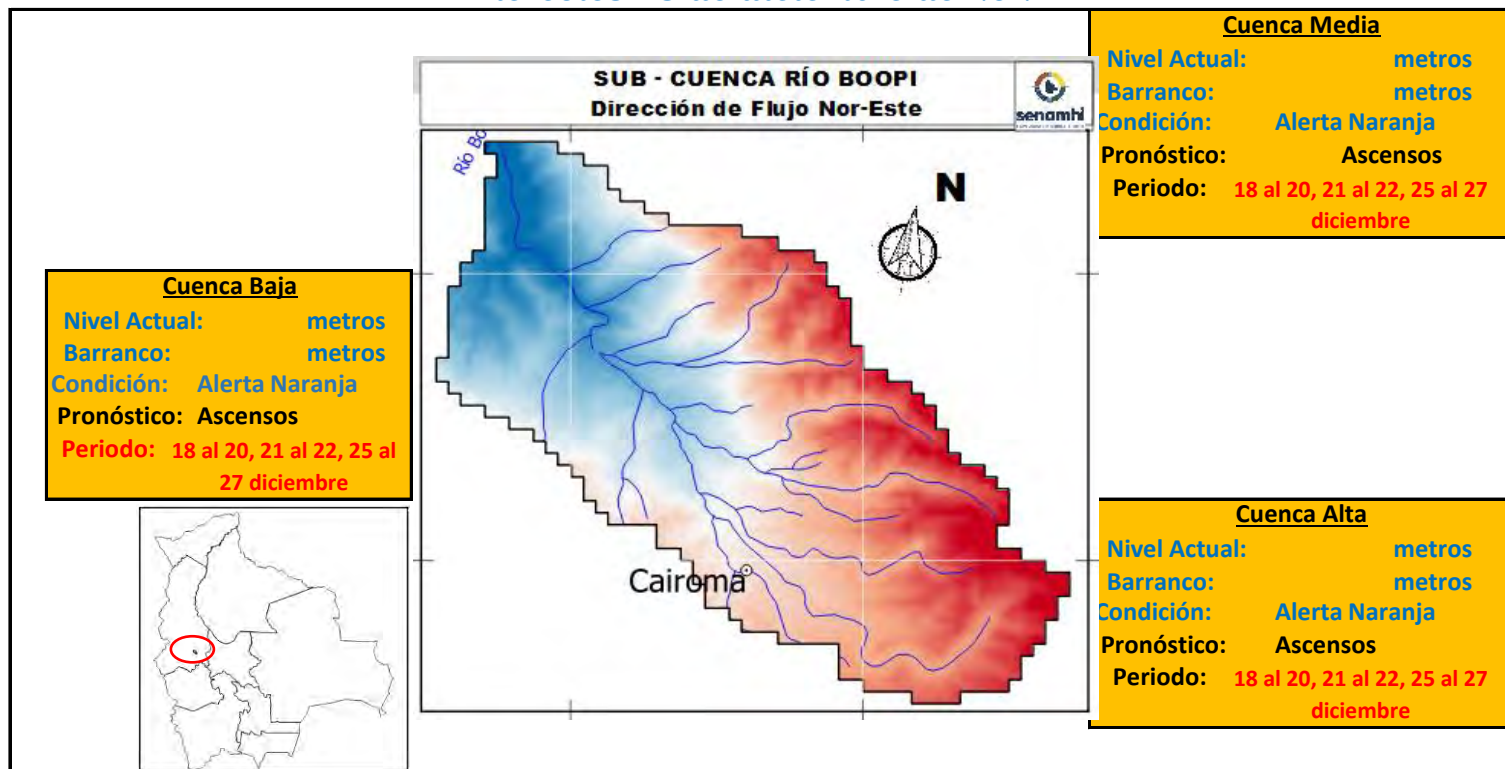 Cuenca Media
Nivel Actual: metros
Barranco: metros
Condición: Alerta Naranja
Pronóstico: Ascensos
Periodo: 18 al 20, 21 al 22, 25 al 27
diciembre
SUB - CUENCA RÍO BOOPI
Dirección de Flujo Nor-Este
senamhi
Río Bo
N
Cuenca Baja
Nivel Actual: metros
Barranco: metros
Condición: Alerta Naranja
Pronóstico: Ascensos
Periodo: 18 al 20, 21 al 22, 25 al
27 diciembre
Cairoma
Cuenca Alta
Nivel Actual: metros
Barranco: metros
Condición: Alerta Naranja
Pronóstico: Ascensos
Periodo: 18 al 20, 21 al 22, 25 al 27
diciembre